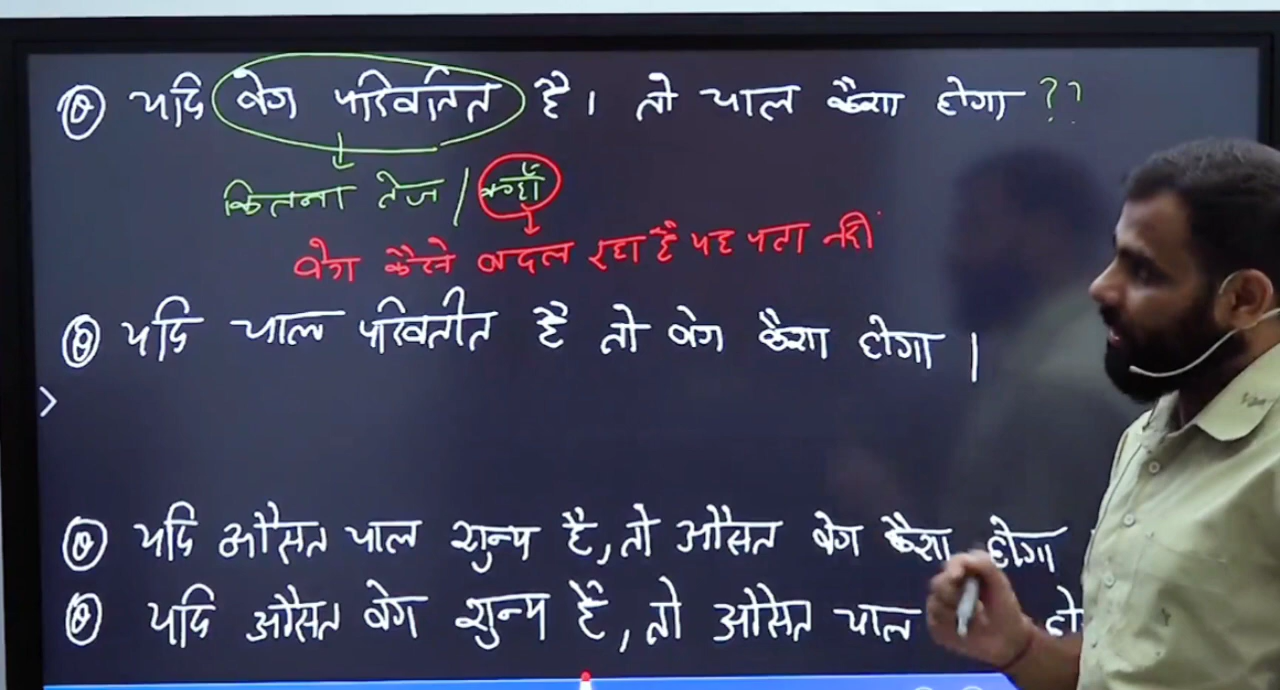 यदि वेग परिवर्तित है। तो चाल कैसा होगा ??
कितना तेज / कहाँ
वेग कैसे बदल रहा है यह पता नहीं
यदि चाल परिवर्तीत है तो वेग कैसा होगा |
यदि औसत चाल शुन्य है, तो औसत वेग कैसा होगा
यदि औसत वेग शुन्य है, तो औसत चाल हो